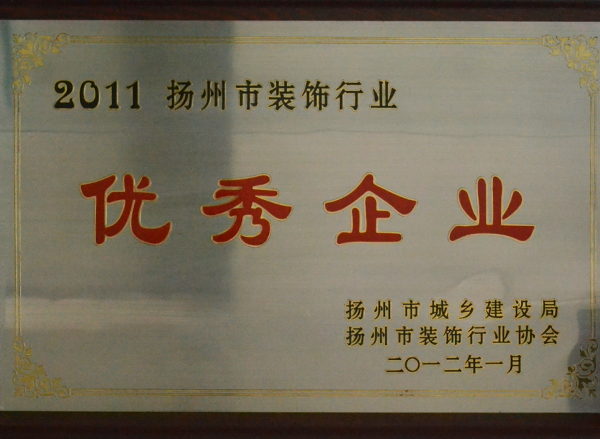 2011 扬州市装饰行业
优秀企业
扬州市城乡建设局
扬州市装饰行业协会
二〇一二年一月